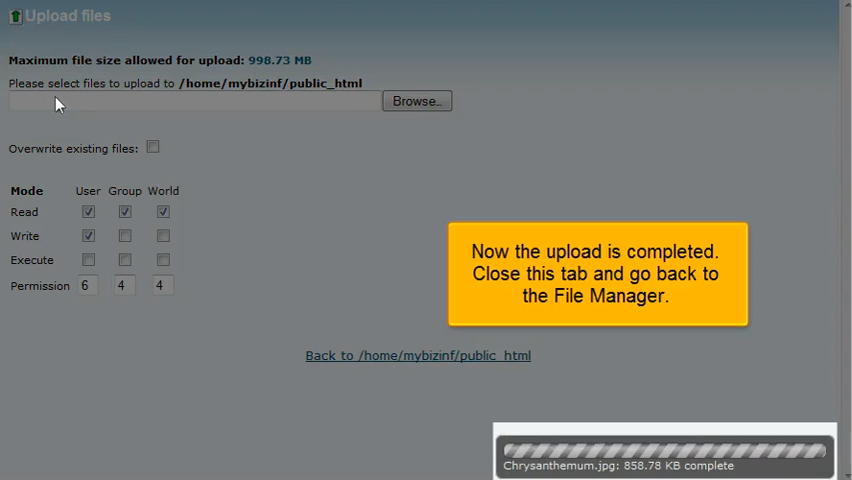 Upload files
Maximum file size allowed for upload: 998.73 MB
Please select files to upload to /home/mybizinf/public_html
Browse..
Overwrite existing files:
Mode User Group World
Read
Write
Execute
Permission 6 4 4
Now the upload is completed.
Close this tab and go back to
the File Manager.
Back to /home/mybizinf/public_html
Chrysanthemum.jpg: 858.78 KB complete